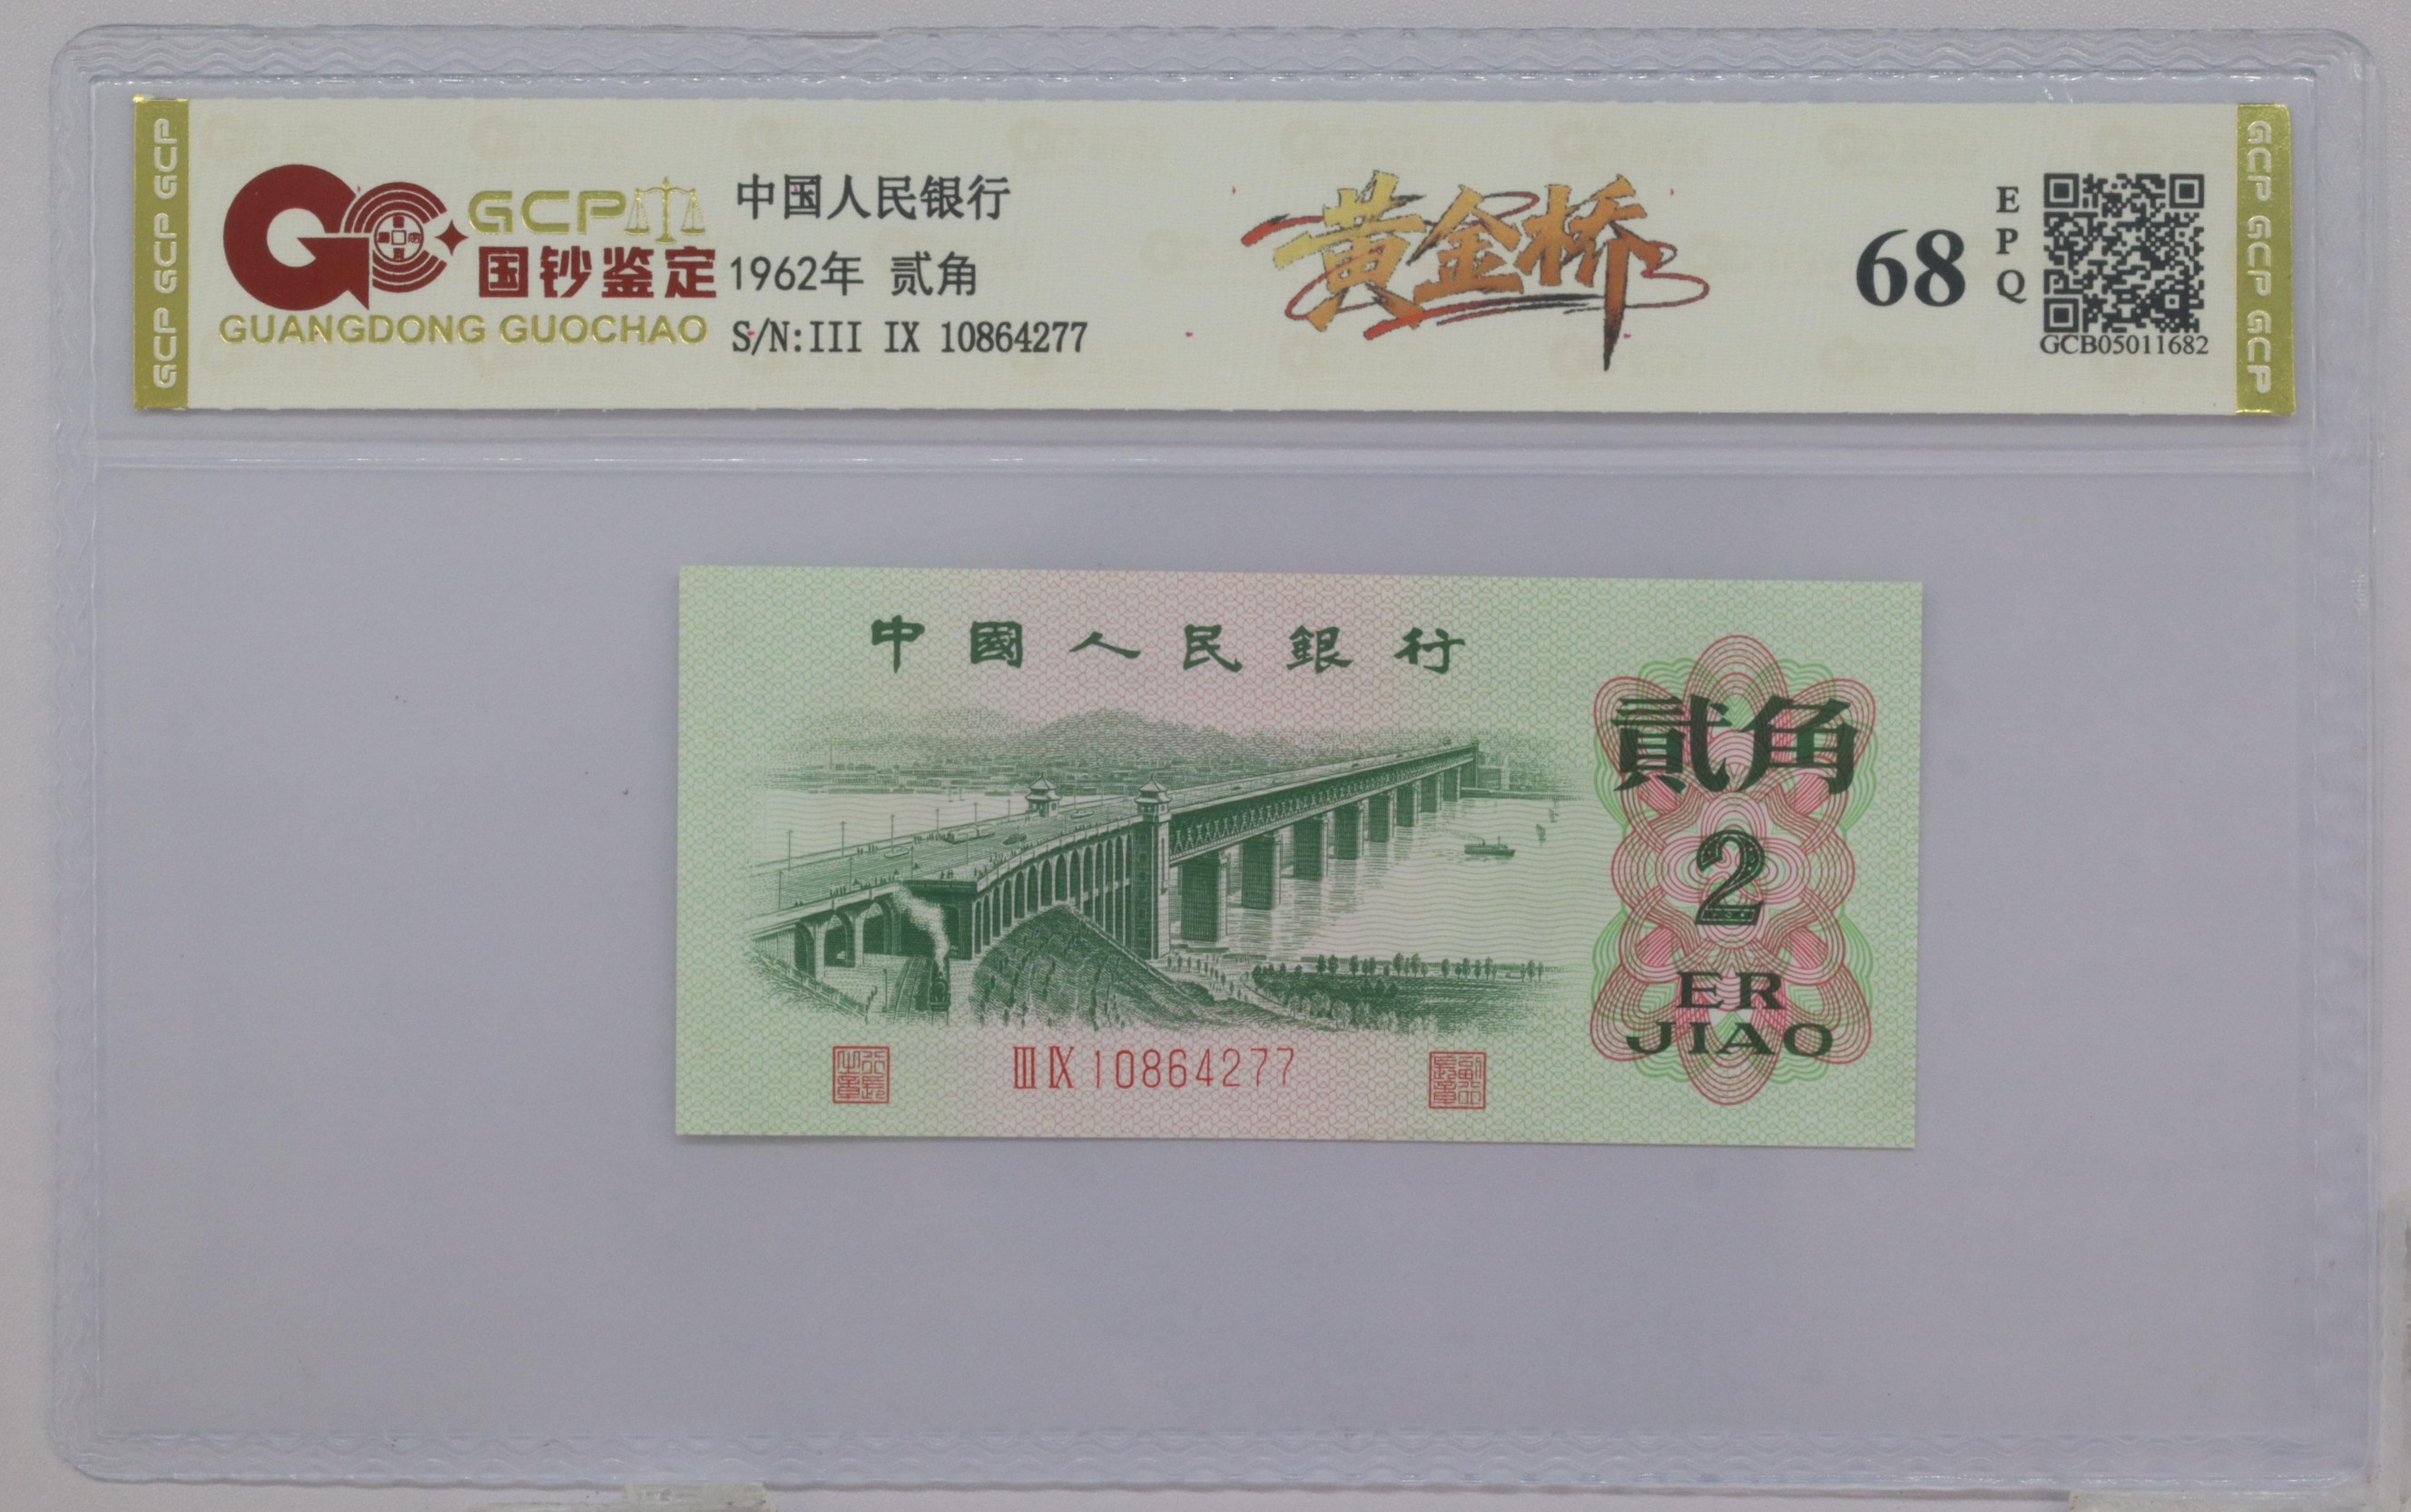 GCP GCP GCP
GCP
国钞鉴定
GUANGDONG GUOCHAO
中国人民银行
1962年 贰角
S/N:III IX 10864277
黄金桥
68
EPQ
GCB05011682
GCP GCP GCP
中國人民銀行
貳角
2
ER
JIAO
III IX 10864277